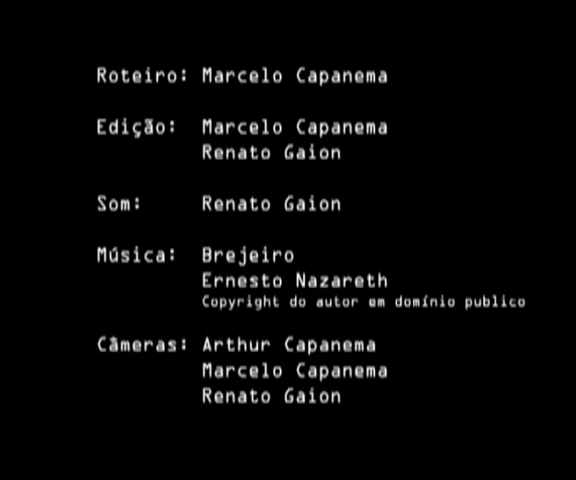 Roteiro: Marcelo Capanema
Edição: Marcelo Capanema
Renato Gaion
Som: Renato Gaion
Música: Brejeiro
Ernesto Nazareth
Copyright do autor em domínio publico
Câmeras: Arthur Capanema
Marcelo Capanema
Renato Gaion